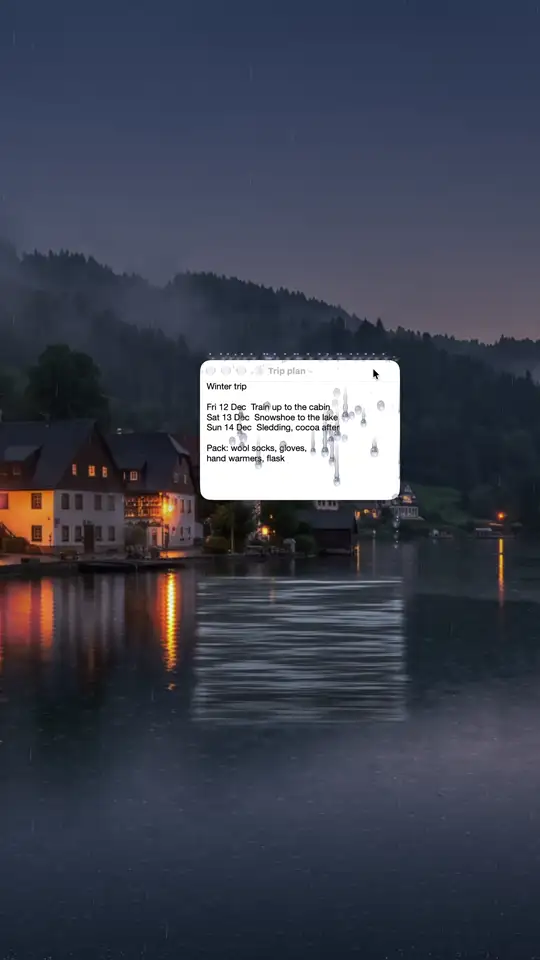 Trip plan
Winter trip
Fri 12 Dec Train up to the cabin
Sat 13 Dec Snowshoe to the lake
Sun 14 Dec Sledding, cocoa after
Pack: wool socks, gloves,
hand warmers, flask